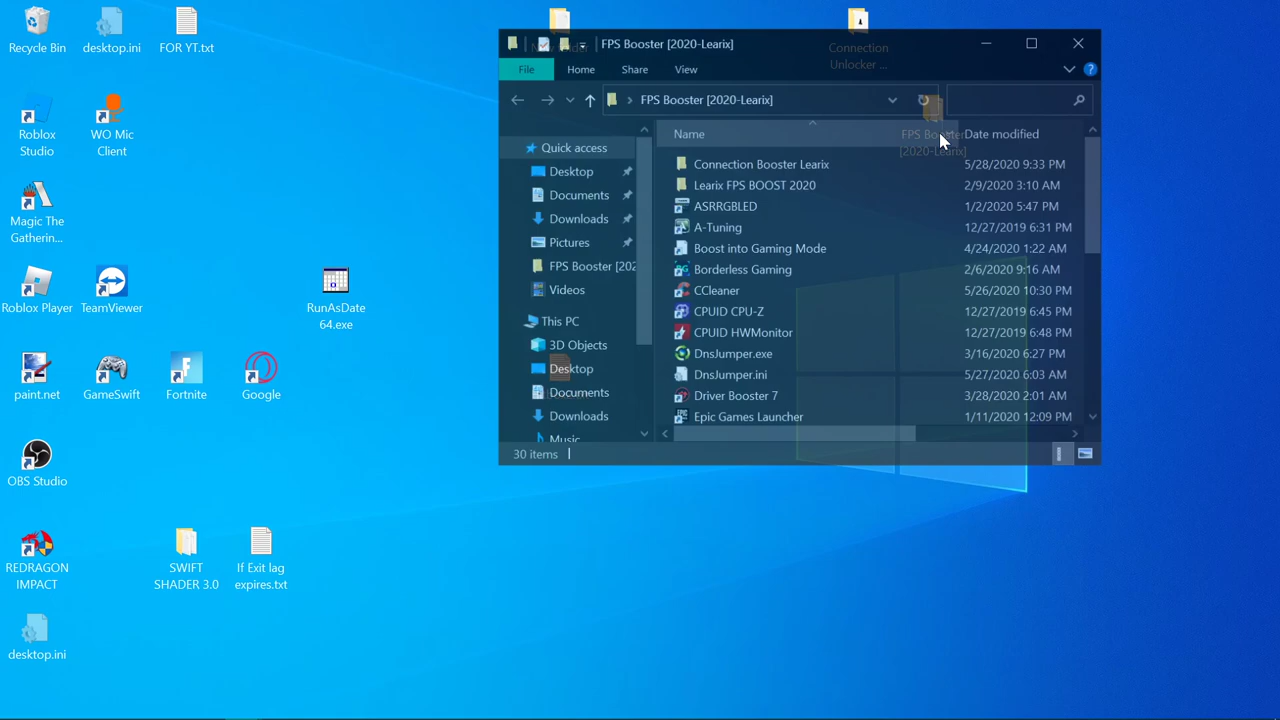 Recycle Bin
desktop.ini
FOR YT.txt
Roblox
Studio
WO Mic
Client
Magic The
Gatherin...
Roblox Player
TeamViewer
RunAsDate
64.exe
paint.net
GameSwift
Fortnite
Google
OBS Studio
REDRAGON
IMPACT
SWIFT
SHADER 3.0
If Exit lag
expires.txt
desktop.ini
Connection
Unlocker ...
FPS Booster
[2020-Learix]
FPS Booster [2020-Learix]
File
Home
Share
View
FPS Booster [2020-Learix]
Name
Date modified
Quick access
Desktop
Documents
Downloads
Pictures
FPS Booster [202
Videos
This PC
3D Objects
Desktop
Documents
Downloads
Music
Connection Booster Learix 5/28/2020 9:33 PM
Learix FPS BOOST 2020 2/9/2020 3:10 AM
ASRRGBLED 1/2/2020 5:47 PM
A-Tuning 12/27/2019 6:31 PM
Boost into Gaming Mode 4/24/2020 1:22 AM
Borderless Gaming 2/6/2020 9:16 AM
CCleaner 5/26/2020 10:30 PM
CPUID CPU-Z 12/27/2019 6:45 PM
CPUID HWMonitor 12/27/2019 6:48 PM
DnsJumper.exe 3/16/2020 6:27 PM
DnsJumper.ini 5/27/2020 6:03 AM
Driver Booster 7 3/28/2020 2:01 AM
Epic Games Launcher 1/11/2020 12:09 PM
30 items